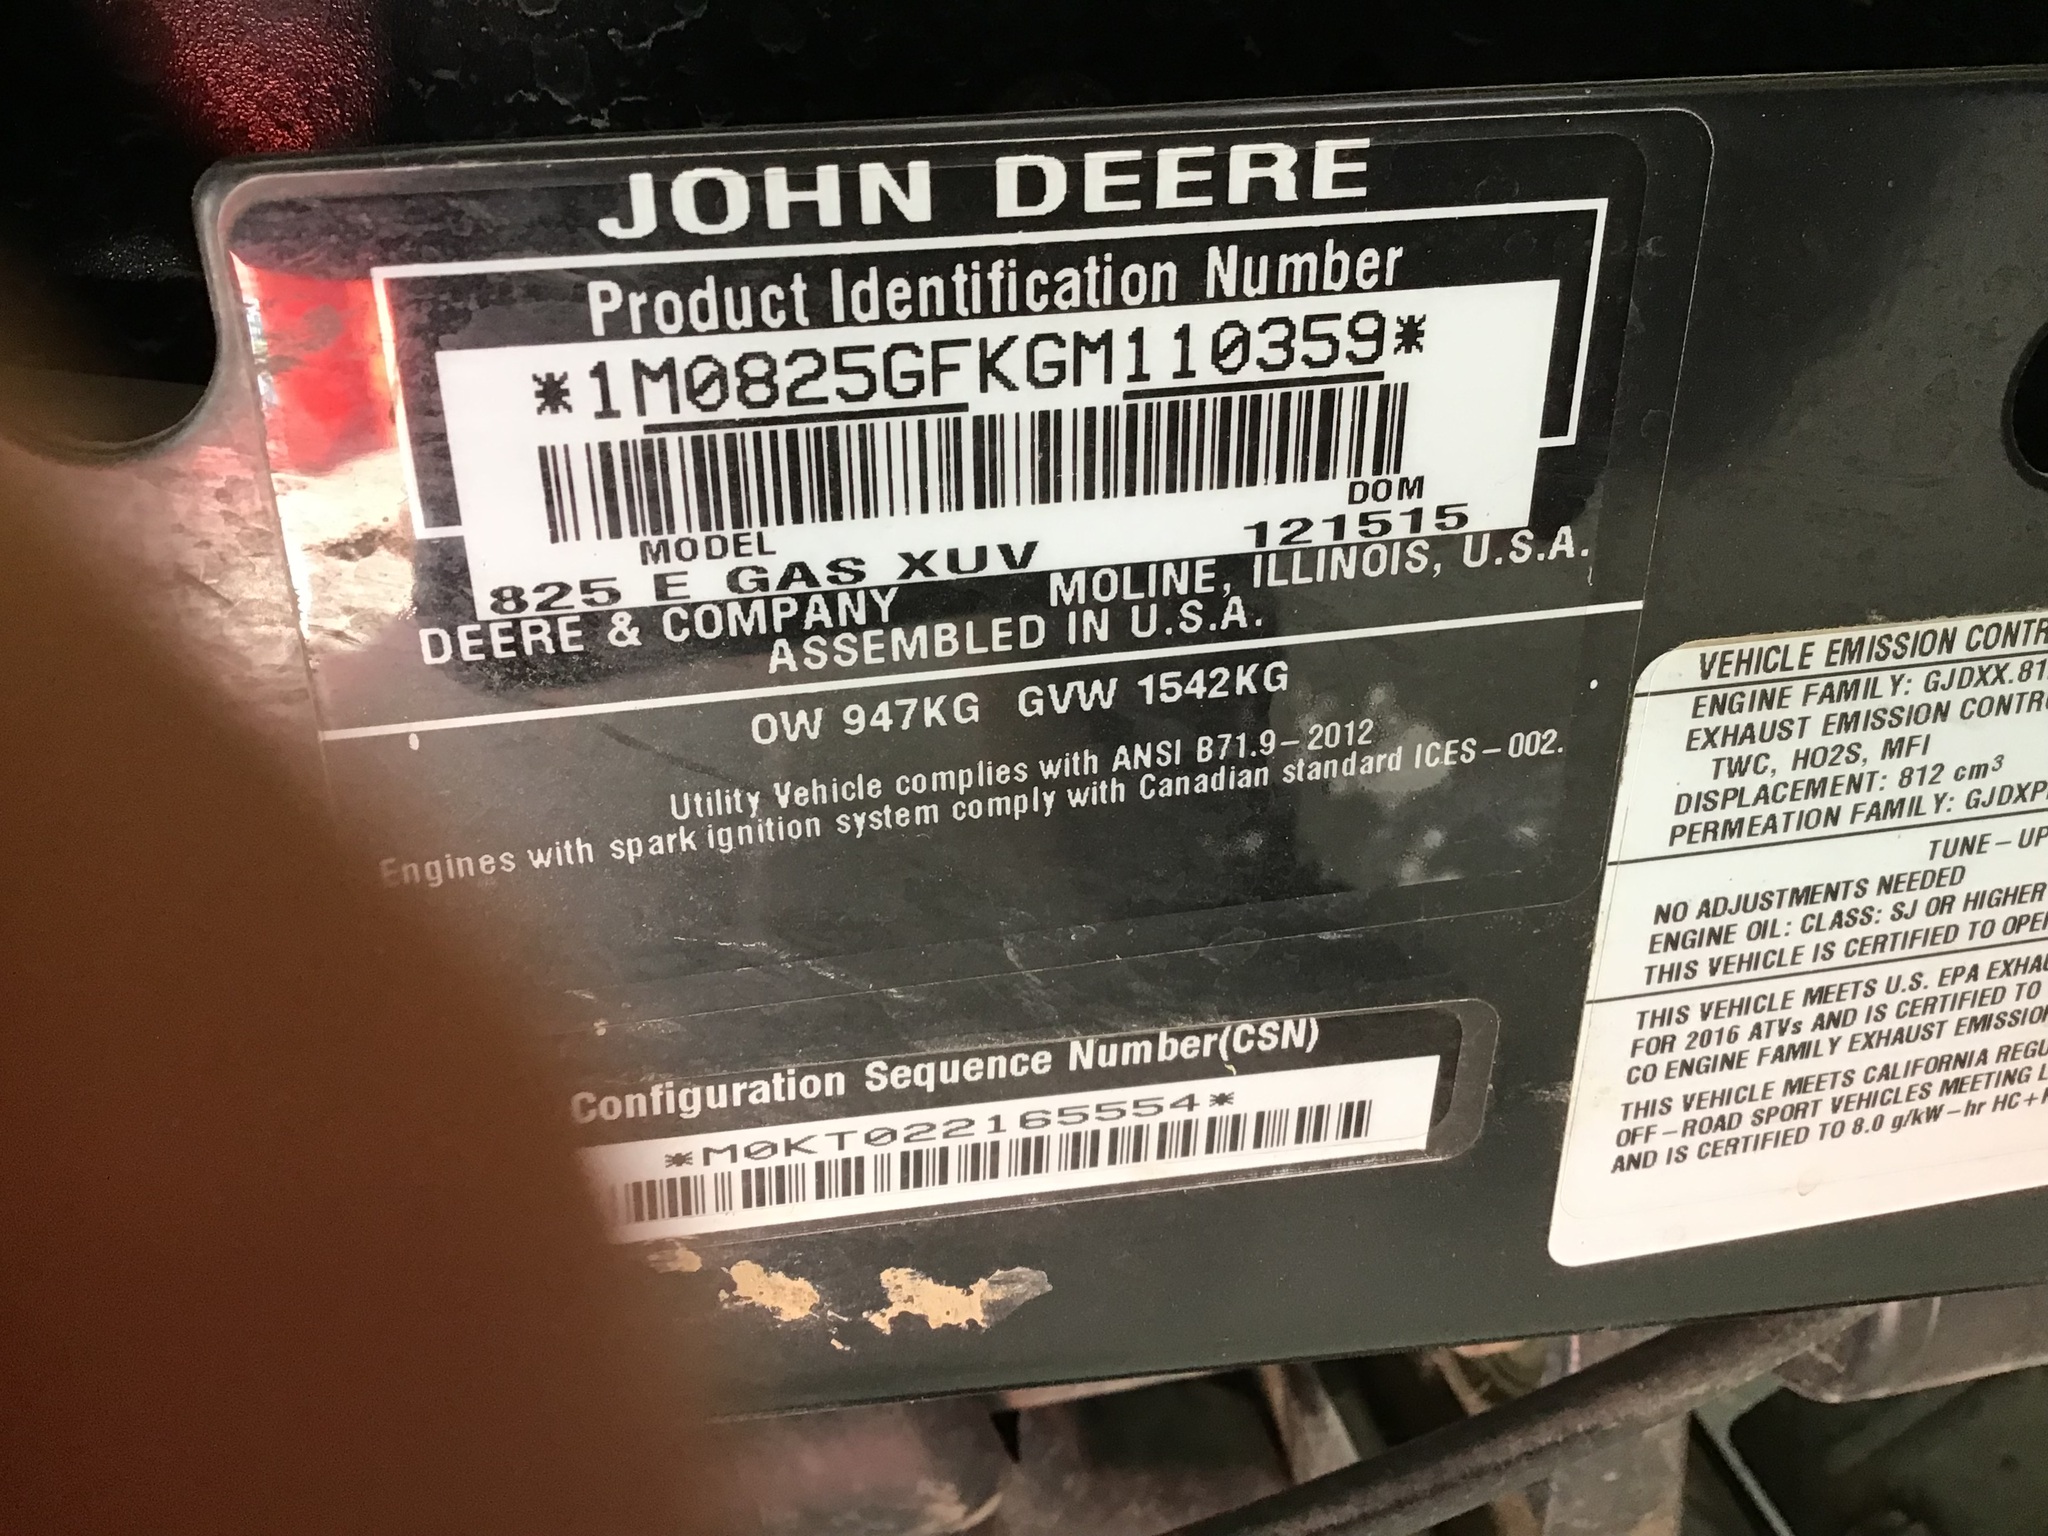 JOHN DEERE
Product Identification Number
*1M0825GFKGM110359*
MODEL DOM
825 E GAS XUV 121515
DEERE & COMPANY MOLINE, ILLINOIS, U.S.A.
ASSEMBLED IN U.S.A.
OW 947KG GVW 1542KG
Utility Vehicle complies with ANSI B71.9-2012
Engines with spark ignition system comply with Canadian standard ICES-002.
Configuration Sequence Number(CSN)
*M0KT022165554*
VEHICLE EMISSION CONTR
ENGINE FAMILY: GJDXX.81
EXHAUST EMISSION CONTR
TWC, HO2S, MFI
DISPLACEMENT: 812 cm³
PERMEATION FAMILY: GJDXP
TUNE-UP
NO ADJUSTMENTS NEEDED
ENGINE OIL: CLASS: SJ OR HIGHER
THIS VEHICLE IS CERTIFIED TO OPE
THIS VEHICLE MEETS U.S. EPA EXHA
FOR 2016 ATVs AND IS CERTIFIED TO
CO ENGINE FAMILY EXHAUST EMISSIO
THIS VEHICLE MEETS CALIFORNIA REGU
OFF-ROAD SPORT VEHICLES MEETING L
AND IS CERTIFIED TO 8.0 g/kW-hr HC+